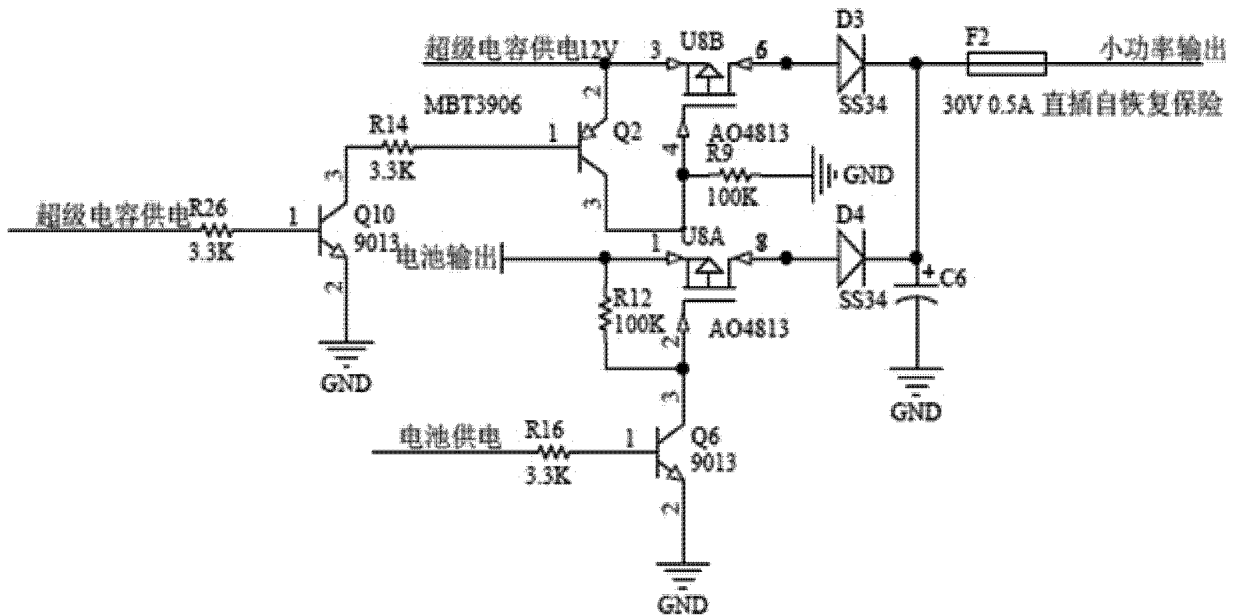 D3
超级电容供电12V
3
U8B
6
F2
小功率输出
2
MBT3906
SS34
30V 0.5A 直插自恢复保险
R14
3.3K
1
Q2
4
AO4813
R9
100K
GND
3
3
超级电容供电
R26
3.3K
1
Q10
9013
2
GND
电池输出
1
U8A
8
D4
SS34
+
C6
R12
100K
2
AO4813
GND
3
电池供电
R16
3.3K
1
Q6
9013
2
GND